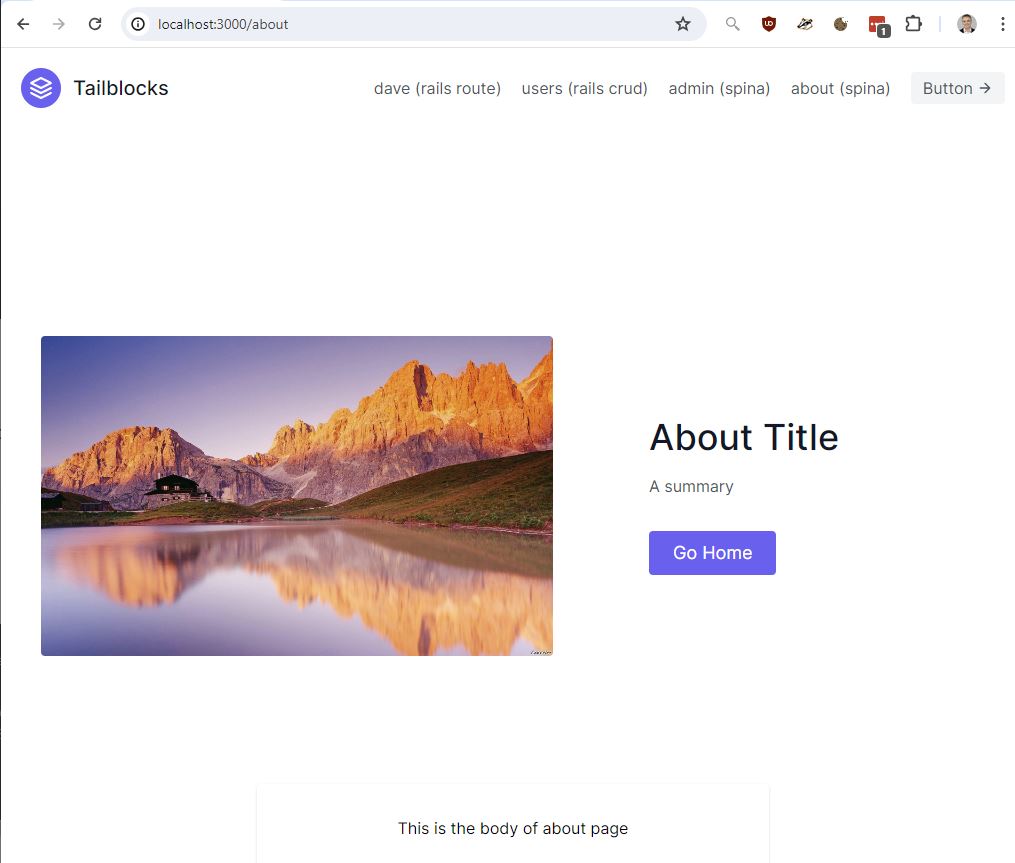 localhost:3000/about
1
Tailblocks
dave (rails route) users (rails crud) admin (spina) about (spina) Button →
About Title
A summary
Go Home
This is the body of about page